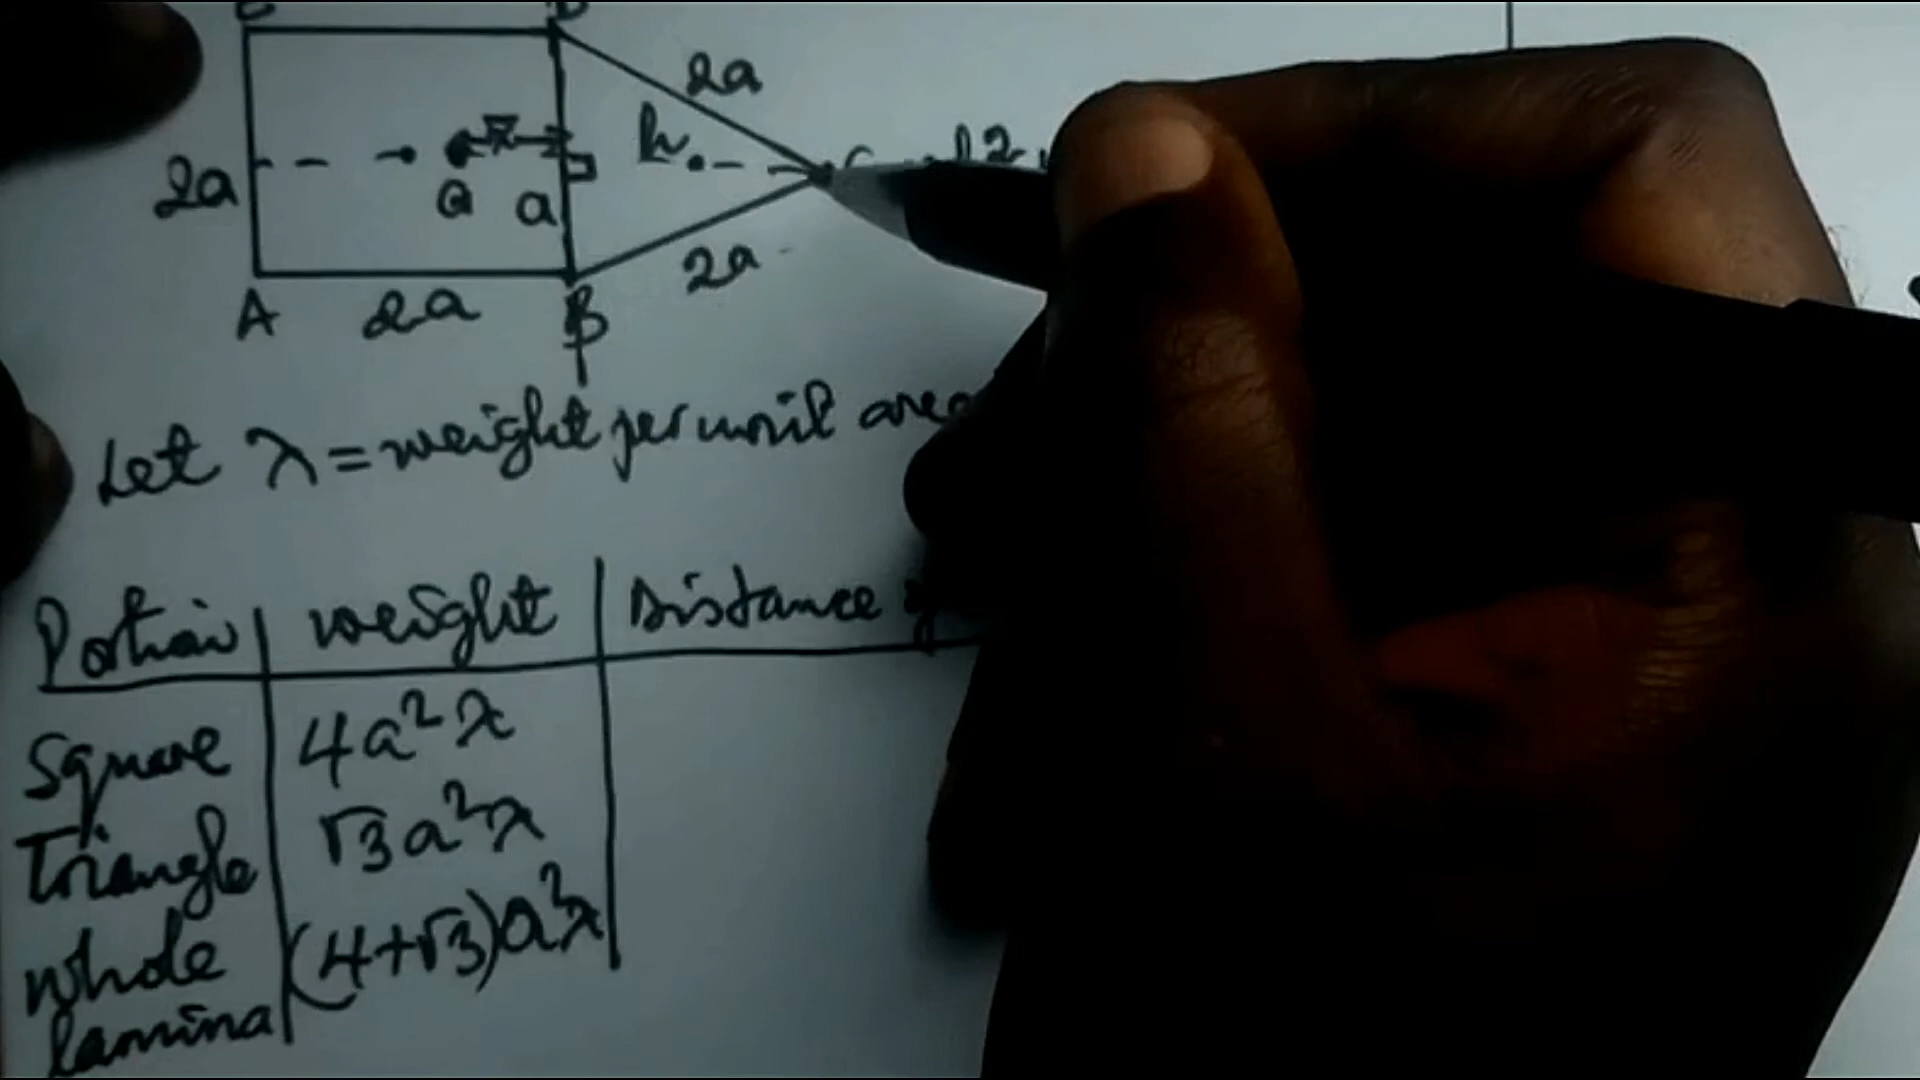 2a
h
x̄
2a
G
a
2a
A
2a
B
Let λ = weight per unit area
Portion weight Distance
Square 4a²λ
Triangle √3a²λ
whole (4+√3)a²λ
lamina